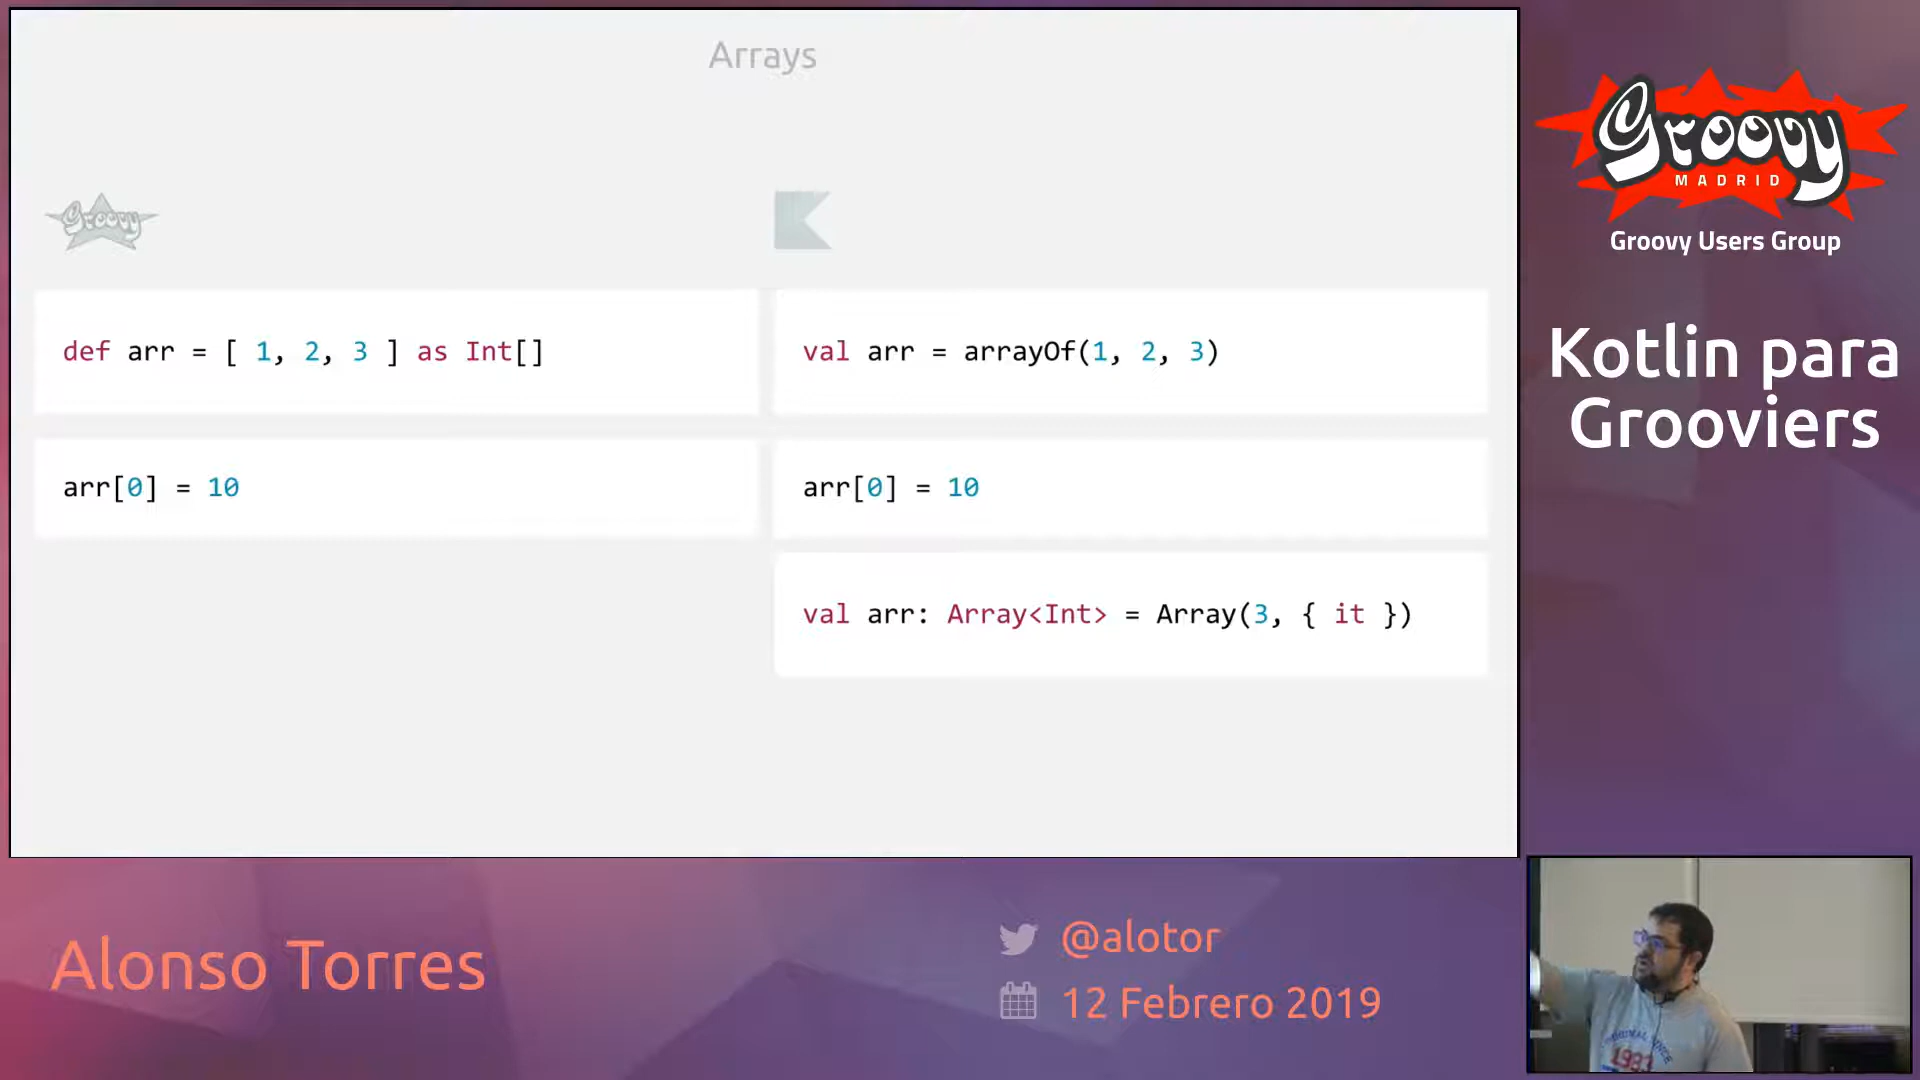 Arrays
Groovy
def arr = [ 1, 2, 3 ] as Int[]
val arr = arrayOf(1, 2, 3)
arr[0] = 10
arr[0] = 10
val arr: Array<Int> = Array(3, { it })
Groovy
MADRID
Groovy Users Group
Kotlin para
Grooviers
Alonso Torres
@alotor
12 Febrero 2019
1983